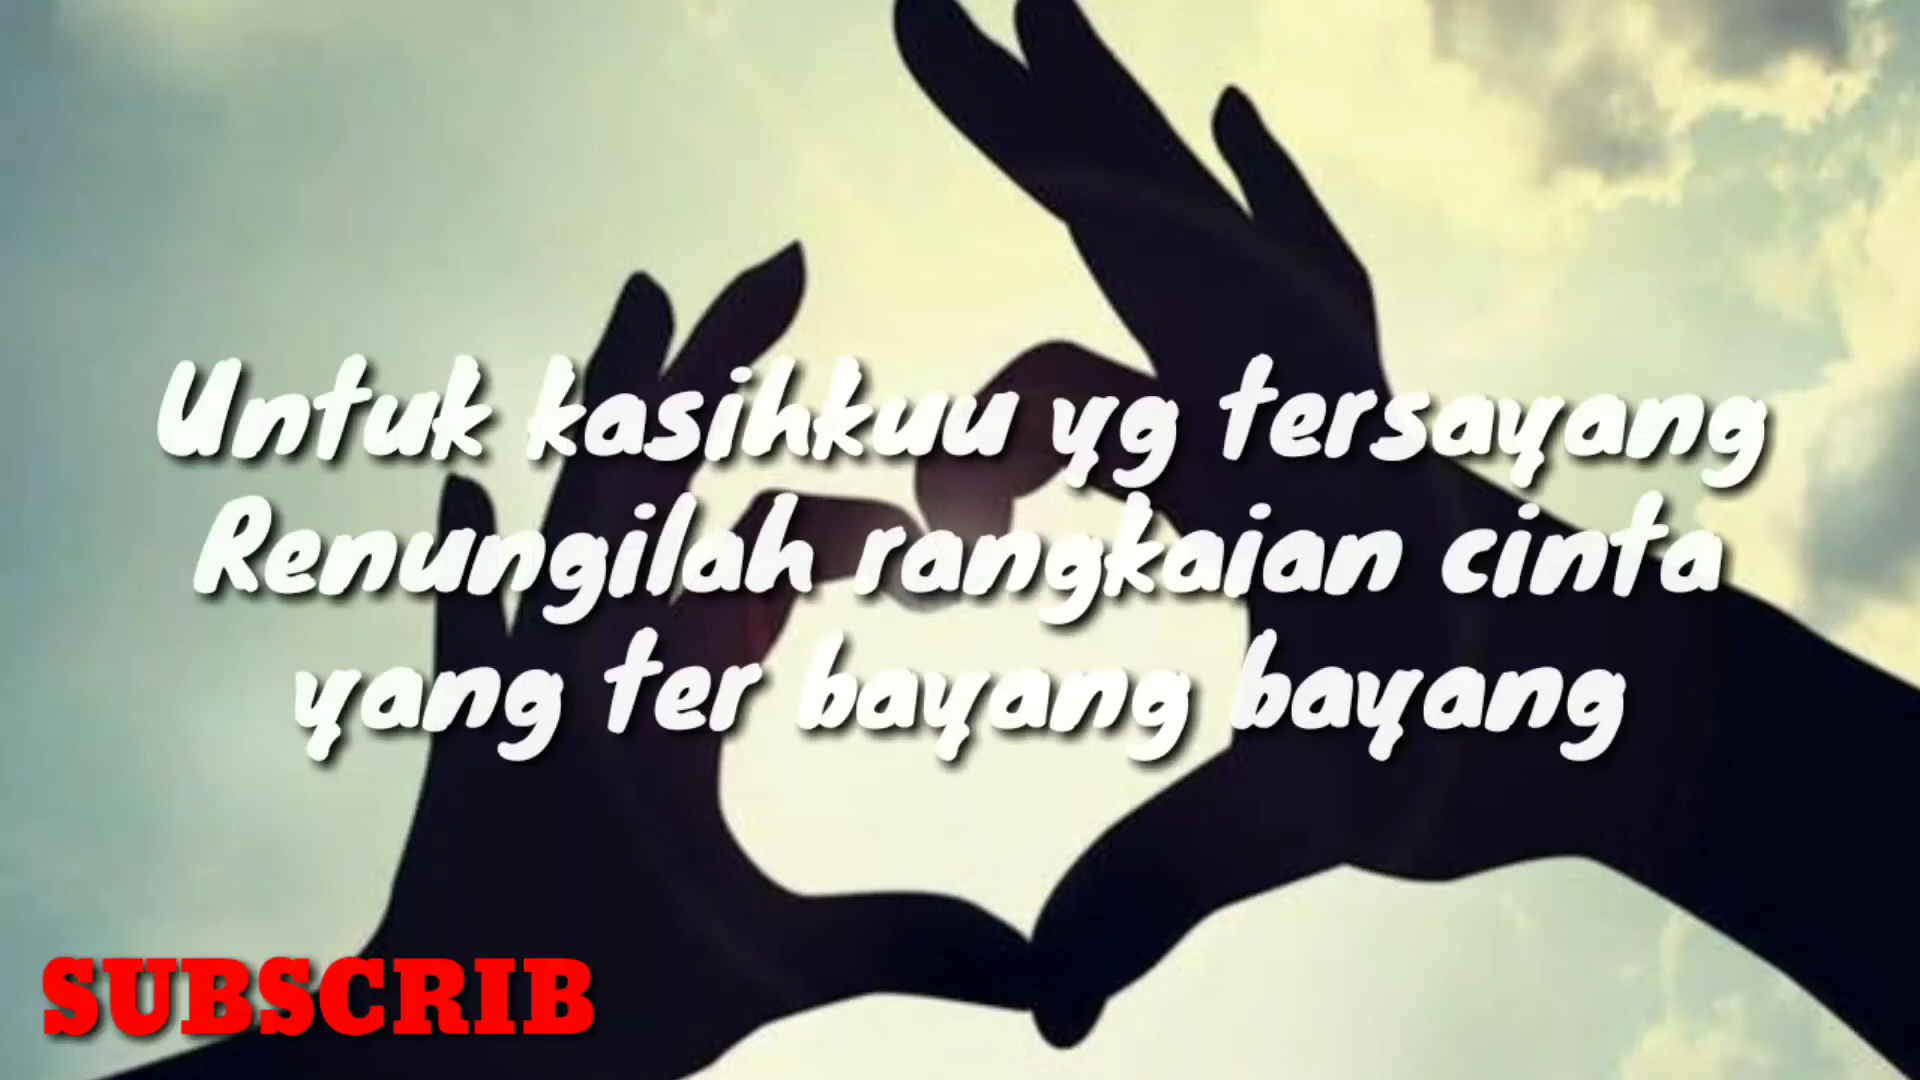 Untuk kasihkuu yg tersayang
Renungilah rangkaian cinta
yang ter bayang bayang
SUBSCRIB